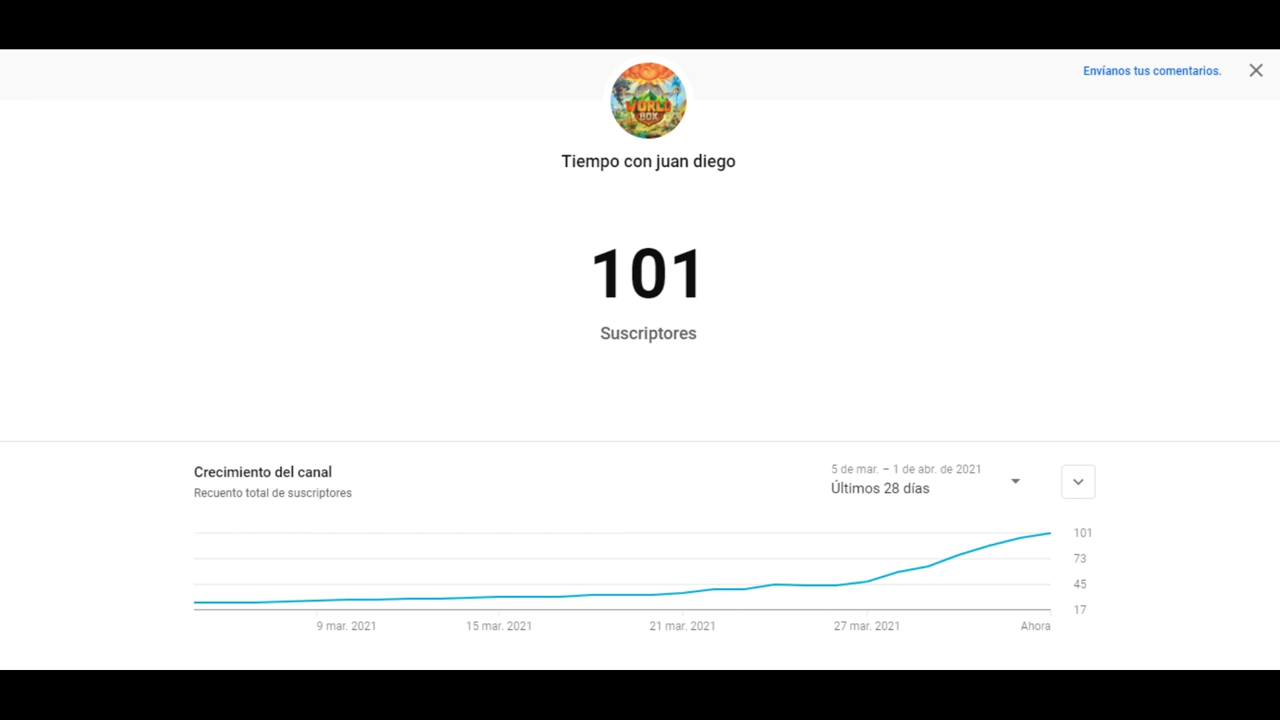 Envíanos tus comentarios.
WORLD
BOX
Tiempo con juan diego
101
Suscriptores
Crecimiento del canal
Recuento total de suscriptores
5 de mar. – 1 de abr. de 2021
Últimos 28 días
101
73
45
17
9 mar. 2021
15 mar. 2021
21 mar. 2021
27 mar. 2021
Ahora